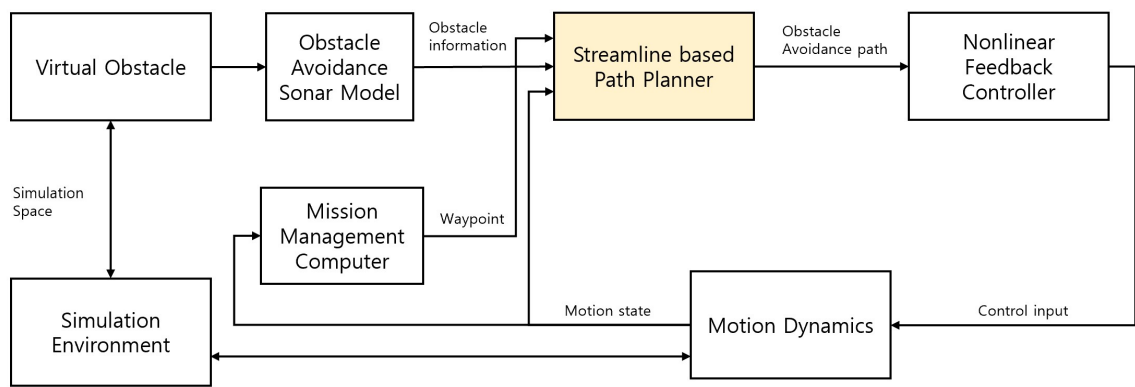 Virtual Obstacle
Obstacle
Avoidance
Sonar Model
Obstacle
information
Streamline based
Path Planner
Obstacle
Avoidance path
Nonlinear
Feedback
Controller
Simulation
Space
Mission
Management
Computer
Waypoint
Simulation
Environment
Motion state
Motion Dynamics
Control input